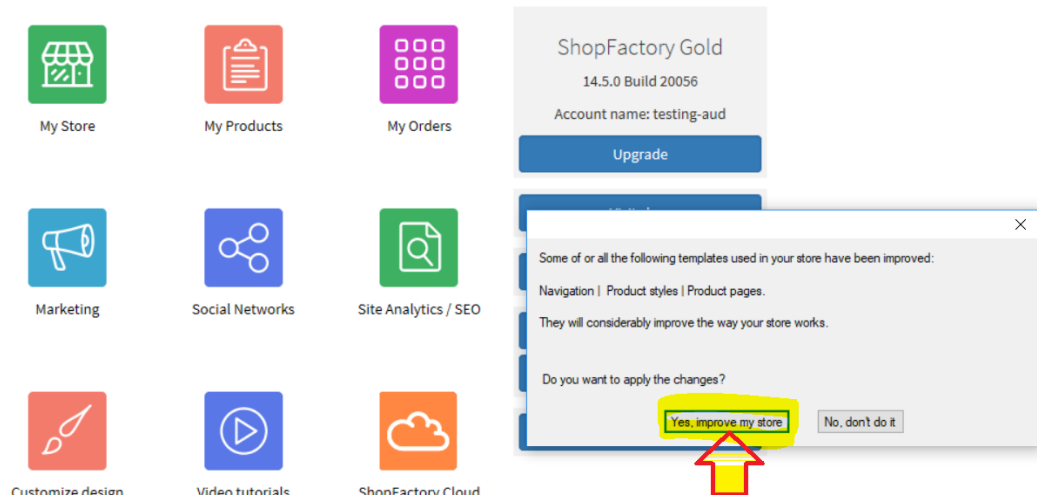 My Store
My Products
My Orders
ShopFactory Gold
14.5.0 Build 20056
Account name: testing-aud
Upgrade
Marketing
Social Networks
Site Analytics / SEO
Some of or all the following templates used in your store have been improved:
Navigation | Product styles | Product pages.
They will considerably improve the way your store works.
Do you want to apply the changes?
Yes, improve my store
No, don't do it
Customize design
Video tutorials
ShopFactory Cloud